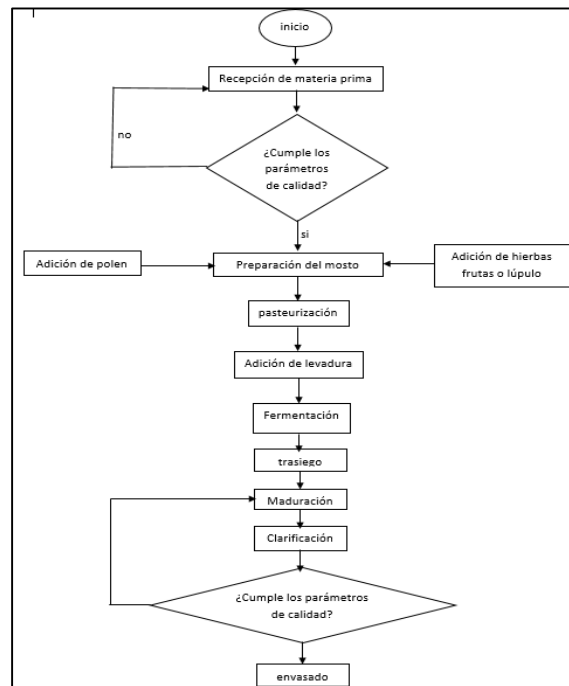 inicio
Recepción de materia prima
no
¿Cumple los
parámetros
de calidad?
si
Adición de polen
Preparación del mosto
Adición de hierbas
frutas o lúpulo
pasteurización
Adición de levadura
Fermentación
trasiego
Maduración
Clarificación
¿Cumple los parámetros
de calidad?
envasado